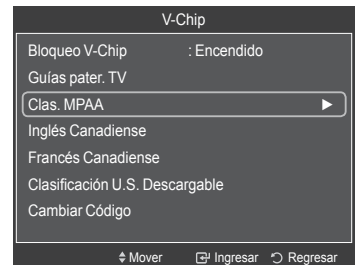 V-Chip
Bloqueo V-Chip : Encendido
Guías pater. TV
Clas. MPAA
Inglés Canadiense
Francés Canadiense
Clasificación U.S. Descargable
Cambiar Código
Mover Ingresar Regresar